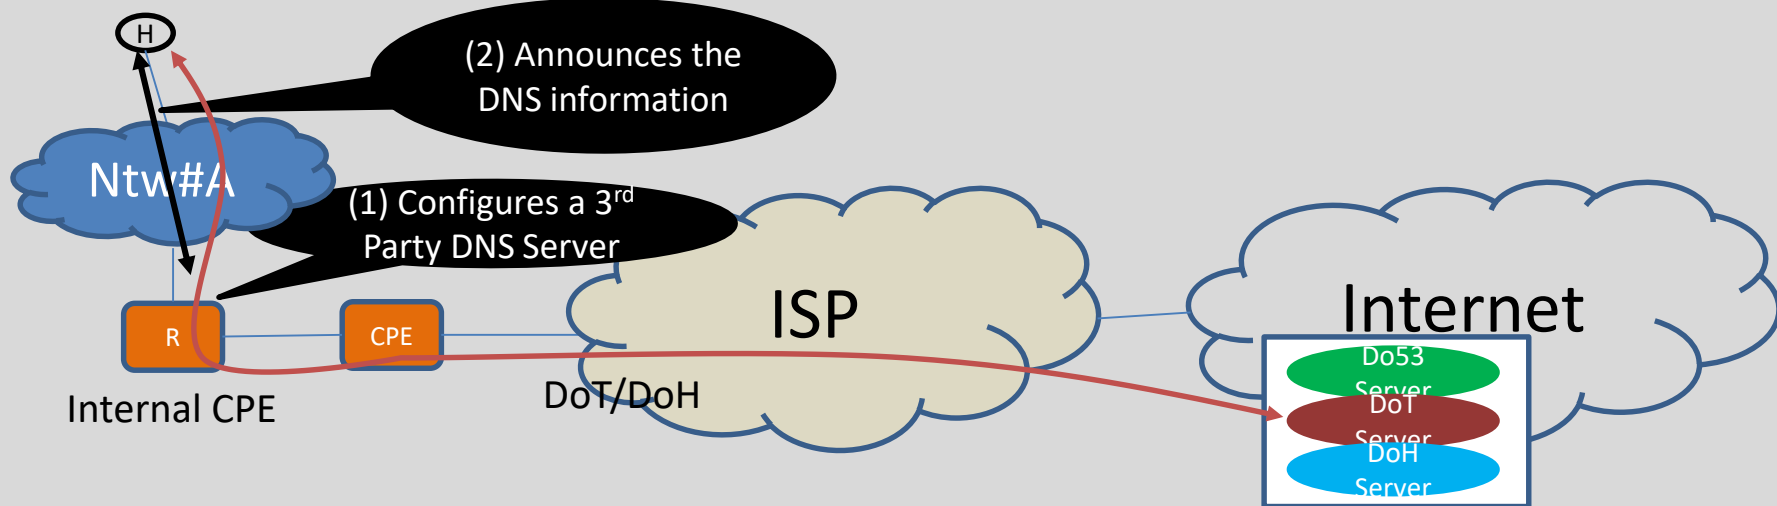 H
(2) Announces the
DNS information
Ntw#A
(1) Configures a 3rd
Party DNS Server
ISP
Internet
R
CPE
Internal CPE
DoT/DoH
Do53
Server
DoT
Server
DoH
Server